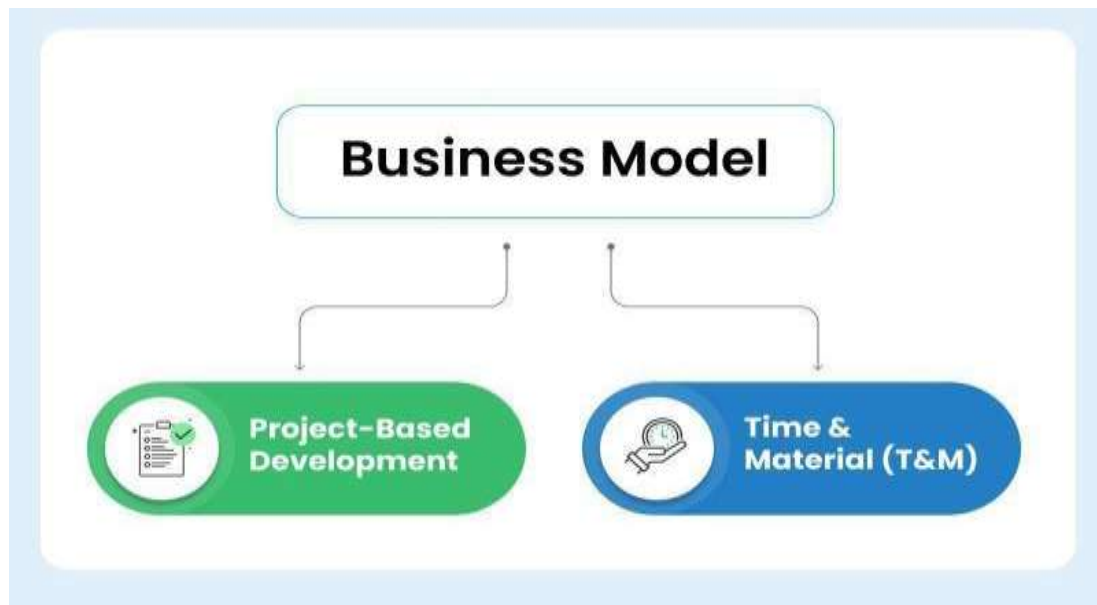 Business Model
Project-Based
Development
Time &
Material (T&M)